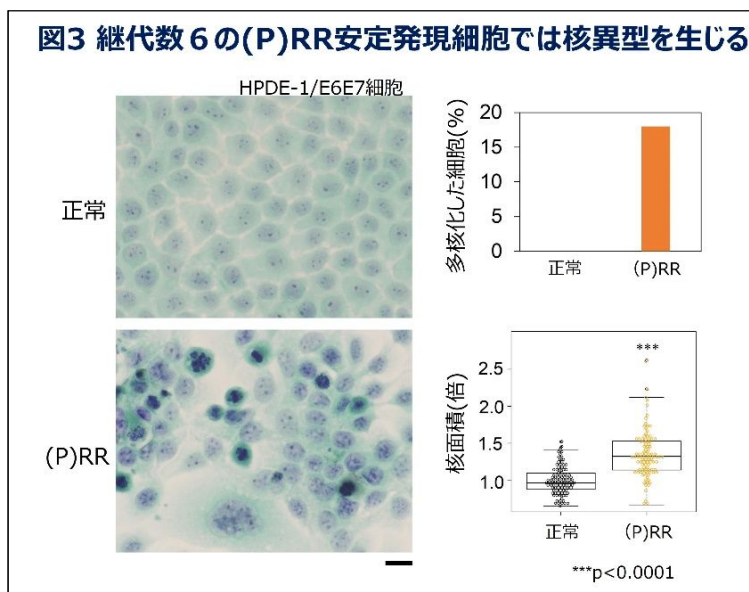 図3 継代数６の(P)RR安定発現細胞では核異型を生じる
HPDE-1/E6E7細胞
正常
(P)RR
多核化した細胞(%)
20
15
10
5
0
正常
(P)RR
核面積(倍)
2.5
2.0
1.5
1.0
***
正常
(P)RR
***p<0.0001